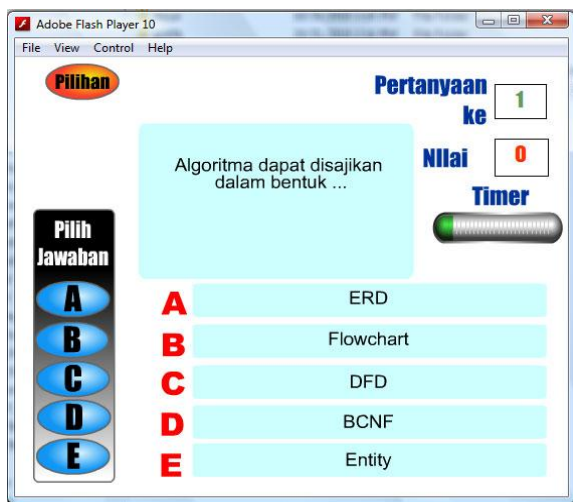 Adobe Flash Player 10
File View Control Help
Pilihan
Pertanyaan
ke
1
NIlai
0
Timer
Algoritma dapat disajikan
dalam bentuk ...
Pilih
Jawaban
A
B
C
D
E
A ERD
B Flowchart
C DFD
D BCNF
E Entity